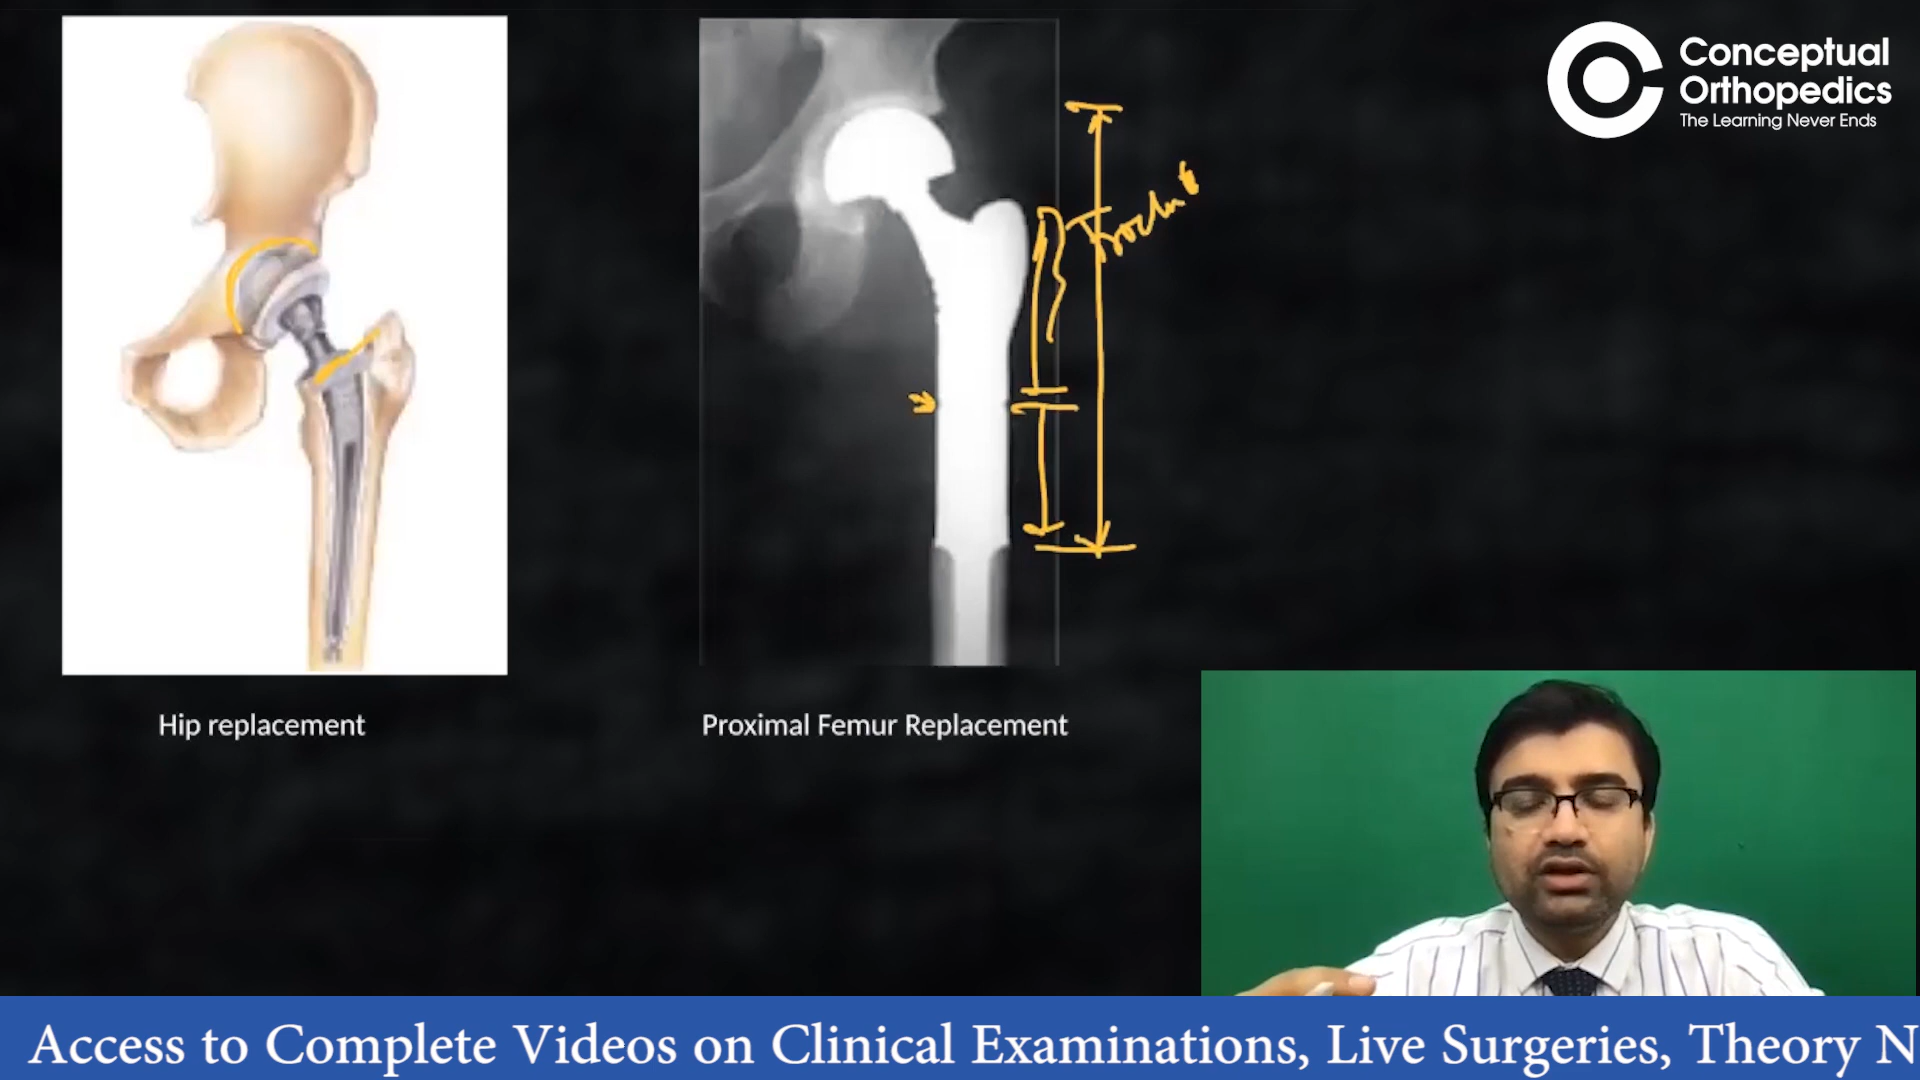 Conceptual
Orthopedics
The Learning Never Ends
Hip replacement
Proximal Femur Replacement
Access to Complete Videos on Clinical Examinations, Live Surgeries, Theory N